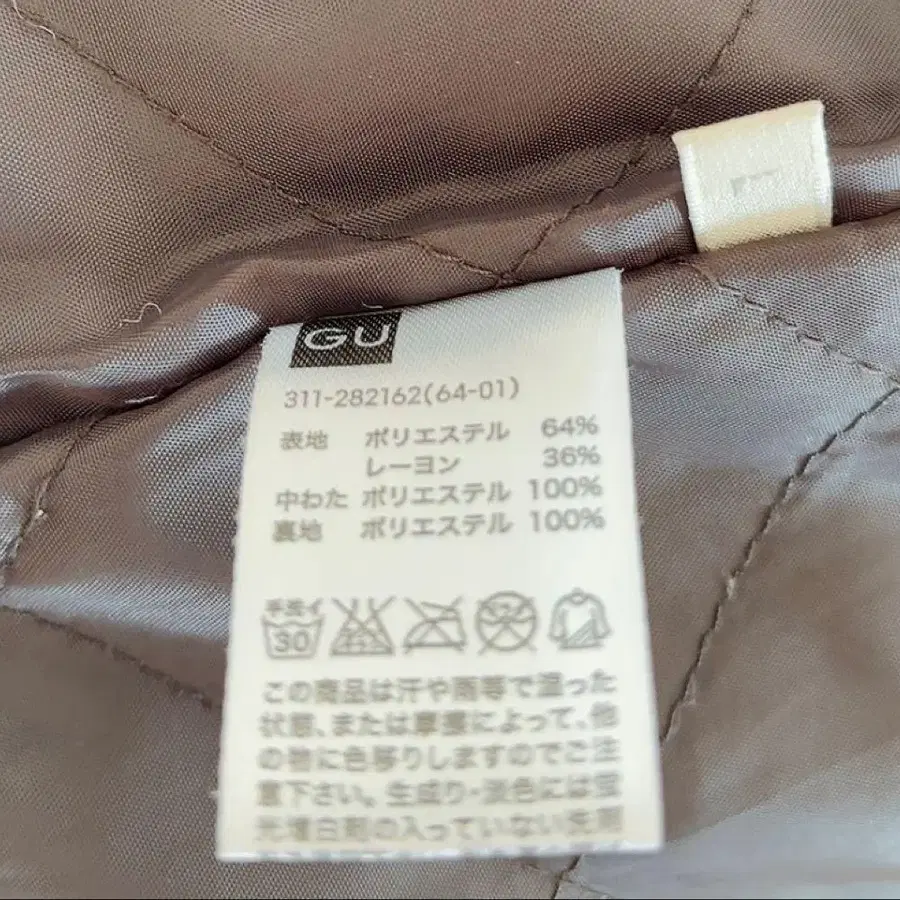 GU
311-282162(64-01)
表地 ポリエステル 64%
レーヨン 36%
中わた ポリエステル 100%
裏地 ポリエステル 100%
手洗イ
30
この商品は汗や雨等で湿った
状態、または摩擦によって、他
の物に色移りしますのでご注
意下さい。生成り・淡色には蛍
光増白剤の入っていない洗剤